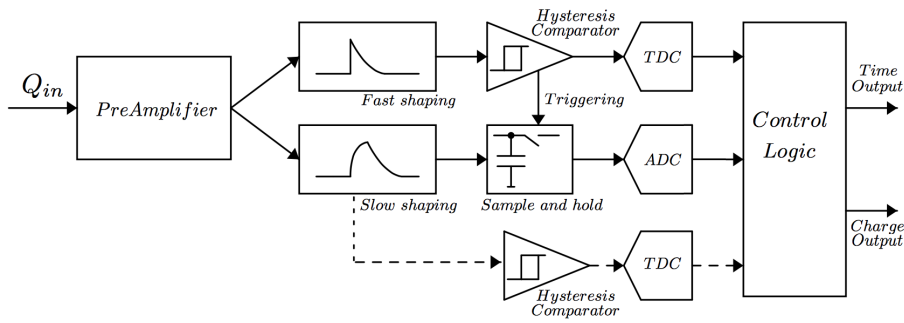 Hysteresis
Comparator
Q_in
PreAmplifier
Fast shaping
TDC
Triggering
Control
Logic
Time
Output
Slow shaping
Sample and hold
ADC
Charge
Output
Hysteresis
Comparator
TDC